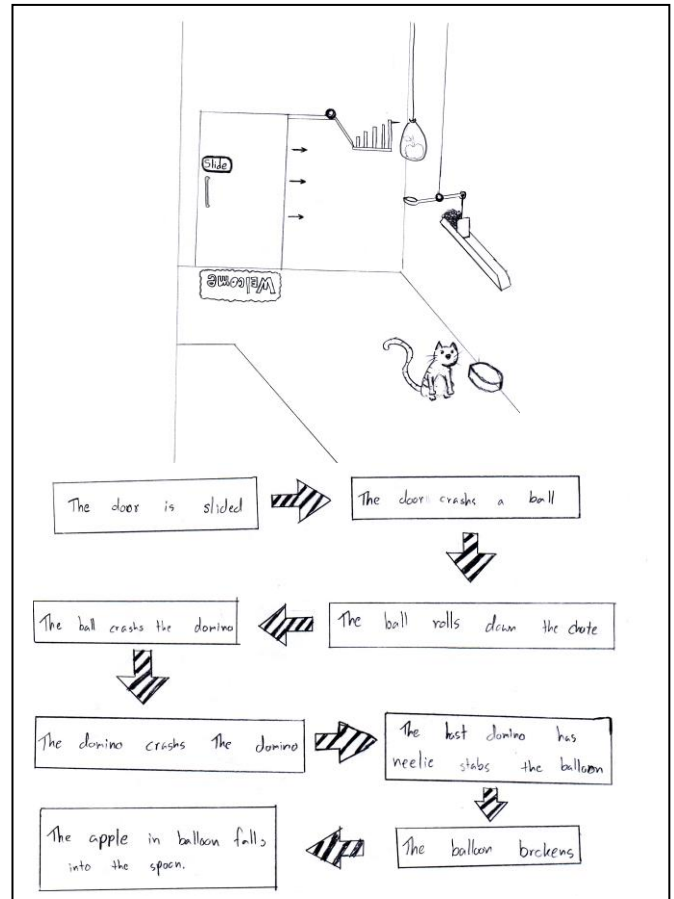 Slide
Welcome
The door is slided
The door crashs a ball
The ball rolls down the chute
The ball crashs the domino
The domino crashs The domino
The last domino has
neelie stabs the balloon
The balloon brokens
The apple in balloon falls
into the spoon.